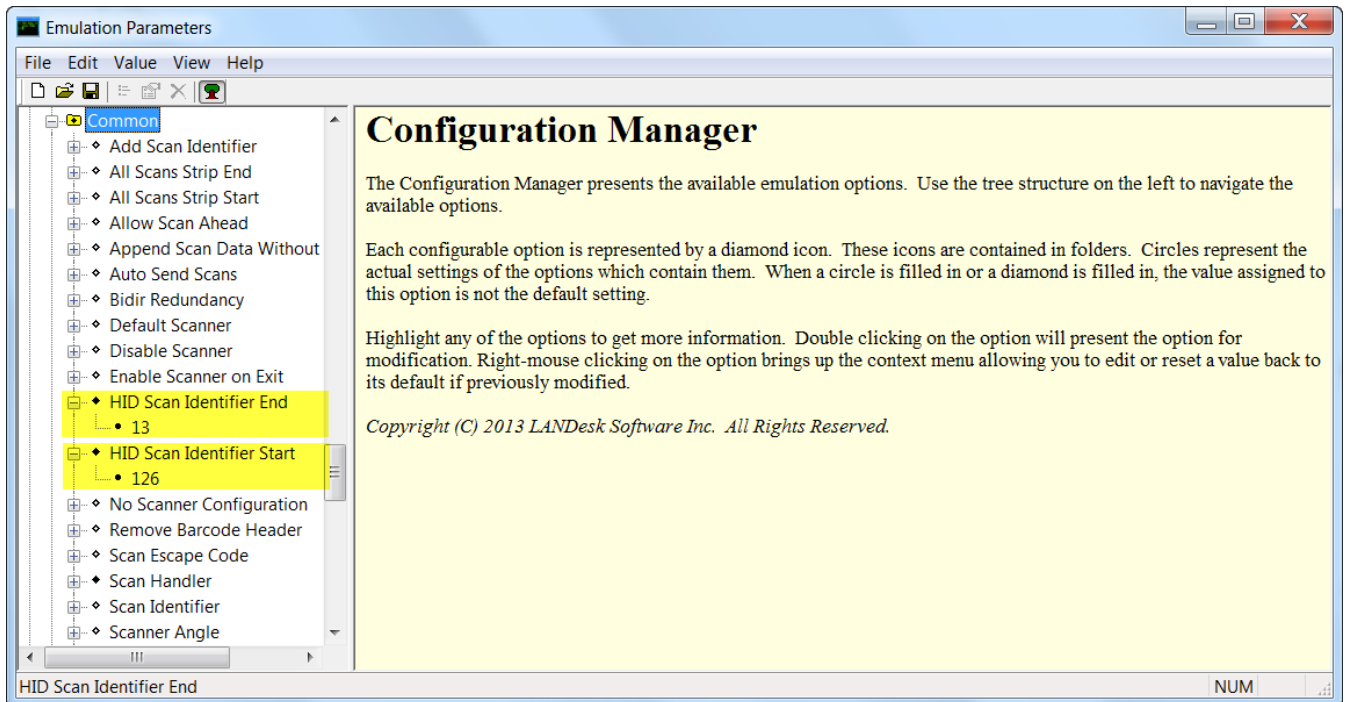 Emulation Parameters
File Edit Value View Help
Common
Add Scan Identifier
All Scans Strip End
All Scans Strip Start
Allow Scan Ahead
Append Scan Data Without
Auto Send Scans
Bidir Redundancy
Default Scanner
Disable Scanner
Enable Scanner on Exit
HID Scan Identifier End
13
HID Scan Identifier Start
126
No Scanner Configuration
Remove Barcode Header
Scan Escape Code
Scan Handler
Scan Identifier
Scanner Angle
Configuration Manager
The Configuration Manager presents the available emulation options. Use the tree structure on the left to navigate the
available options.
Each configurable option is represented by a diamond icon. These icons are contained in folders. Circles represent the
actual settings of the options which contain them. When a circle is filled in or a diamond is filled in, the value assigned to
this option is not the default setting.
Highlight any of the options to get more information. Double clicking on the option will present the option for
modification. Right-mouse clicking on the option brings up the context menu allowing you to edit or reset a value back to
its default if previously modified.
Copyright (C) 2013 LANDesk Software Inc. All Rights Reserved.
HID Scan Identifier End
NUM